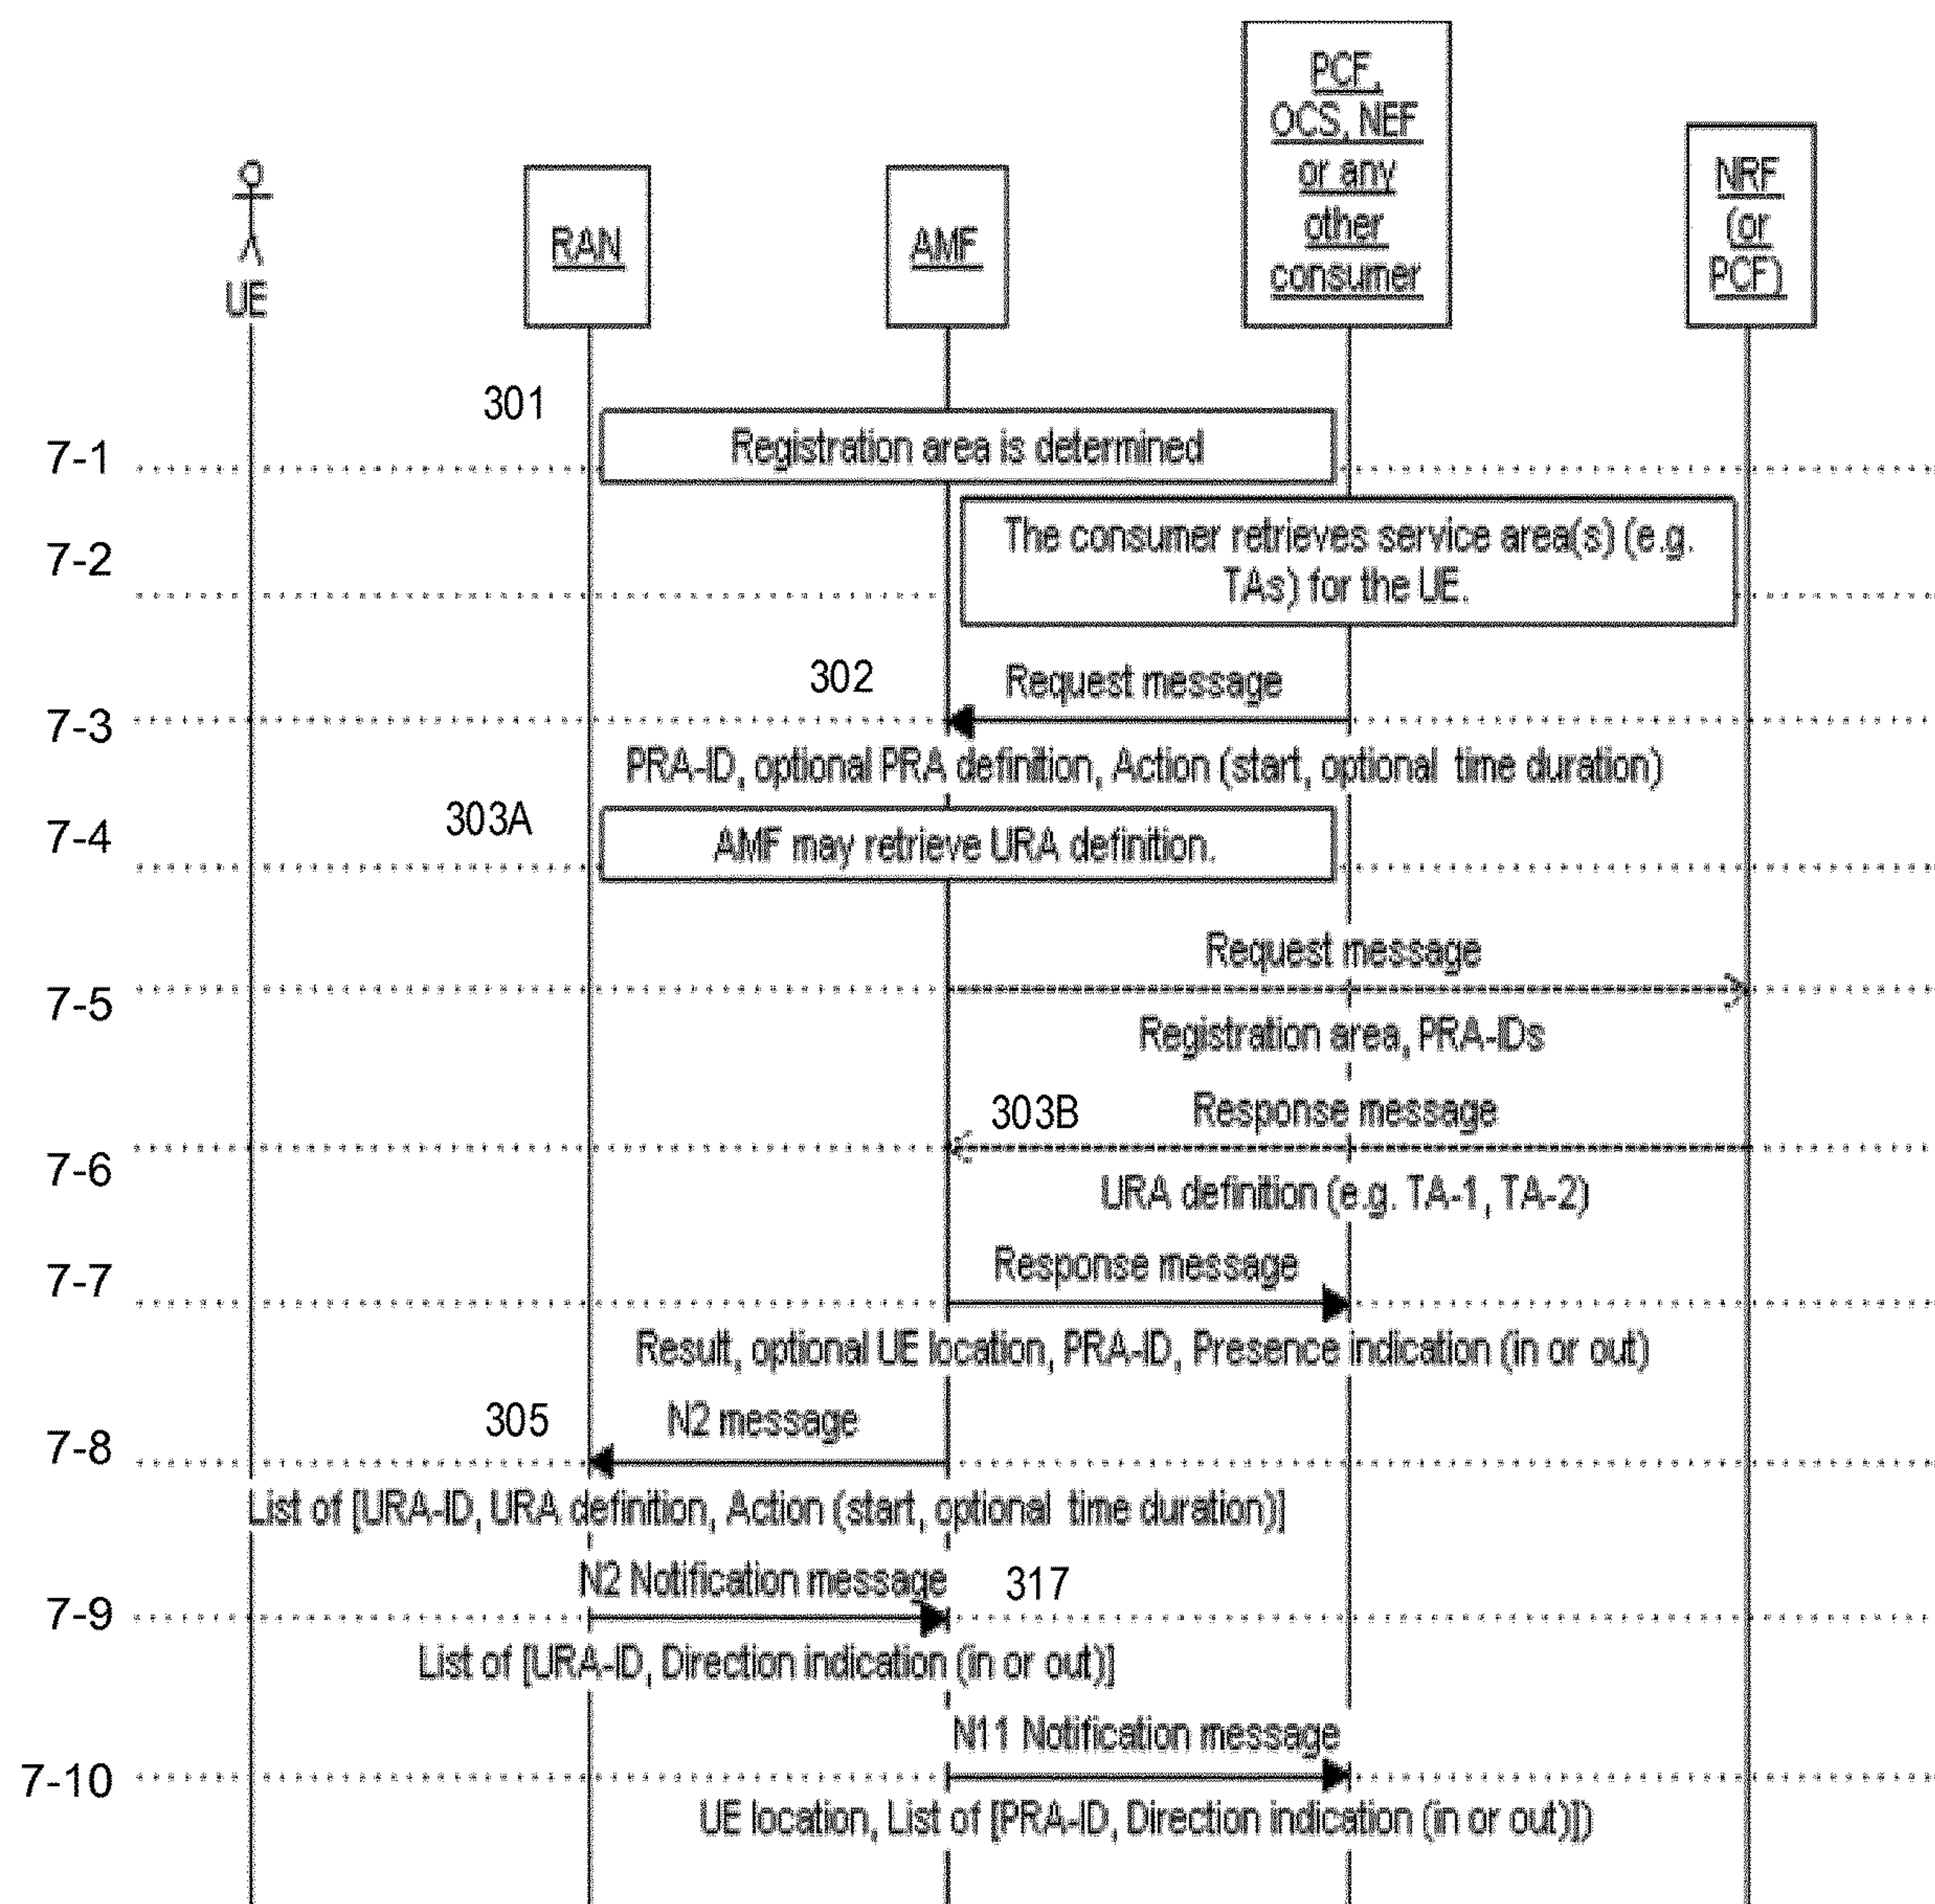 PCF,
OCS, NEF
or any
other
consumer
NRF
(or
PCF)
RAN
AMF
UE
301
7-1
Registration area is determined
7-2
The consumer retrieves service area(s) (e.g.
TAs) for the UE.
302
Request message
7-3
PRA-ID, optional PRA definition, Action (start, optional time duration)
303A
7-4
AMF may retrieve URA definition.
Request message
7-5
Registration area, PRA-IDs
303B
Response message
7-6
URA definition (e.g. TA-1, TA-2)
Response message
7-7
Result, optional UE location, PRA-ID, Presence indication (in or out)
305
N2 message
7-8
List of [URA-ID, URA definition, Action (start, optional time duration)]
N2 Notification message
317
7-9
List of [URA-ID, Direction indication (in or out)]
N11 Notification message
7-10
UE location, List of [PRA-ID, Direction indication (in or out)])